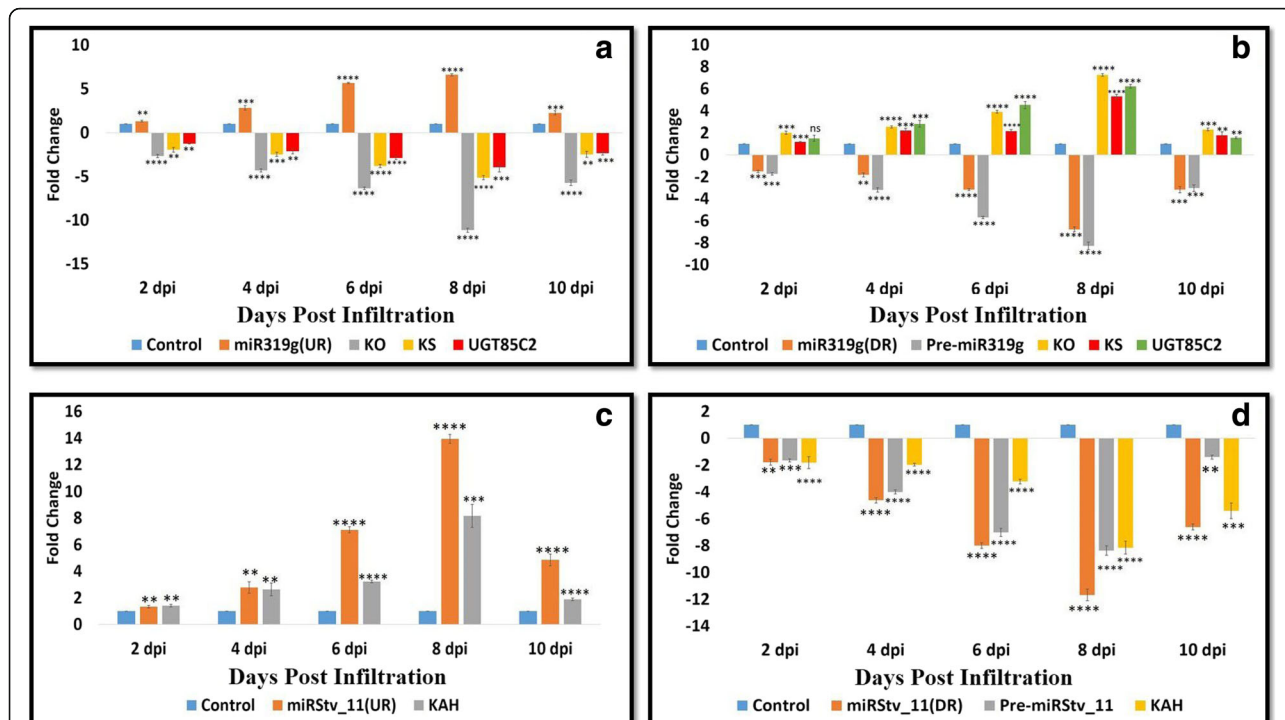 a
10
5
0
-5
-10
-15
Fold Change
** **** ** **
*** **** *** **
**** **** **** ****
**** **** **** ***
*** **** ** ***
2 dpi 4 dpi 6 dpi 8 dpi 10 dpi
Days Post Infiltration
Control miR319g(UR) KO KS UGT85C2
b
10
8
6
4
2
0
-2
-4
-6
-8
-10
Fold Change
*** *** *** *** ns
** **** **** *** ***
**** **** **** **** ****
**** **** **** **** ****
*** *** *** ** **
2 dpi 4 dpi 6 dpi 8 dpi 10 dpi
Days Post Infiltration
Control miR319g(DR) Pre-miR319g KO KS UGT85C2
c
16
14
12
10
8
6
4
2
0
Fold Change
** **
** **
**** ****
**** ***
**** ****
2 dpi 4 dpi 6 dpi 8 dpi 10 dpi
Days Post Infiltration
Control miRStv_11(UR) KAH
d
2
0
-2
-4
-6
-8
-10
-12
-14
Fold Change
** *** ****
**** **** ****
**** **** ****
**** **** ****
**** ** ***
2 dpi 4 dpi 6 dpi 8 dpi 10 dpi
Days Post Infiltration
Control miRStv_11(DR) Pre-miRStv_11 KAH